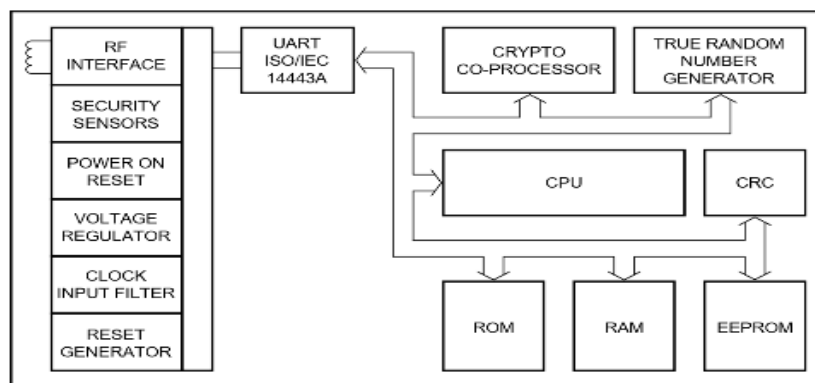 RF
INTERFACE
SECURITY
SENSORS
POWER ON
RESET
VOLTAGE
REGULATOR
CLOCK
INPUT FILTER
RESET
GENERATOR
UART
ISO/IEC
14443A
CRYPTO
CO-PROCESSOR
TRUE RANDOM
NUMBER
GENERATOR
CPU
CRC
ROM
RAM
EEPROM